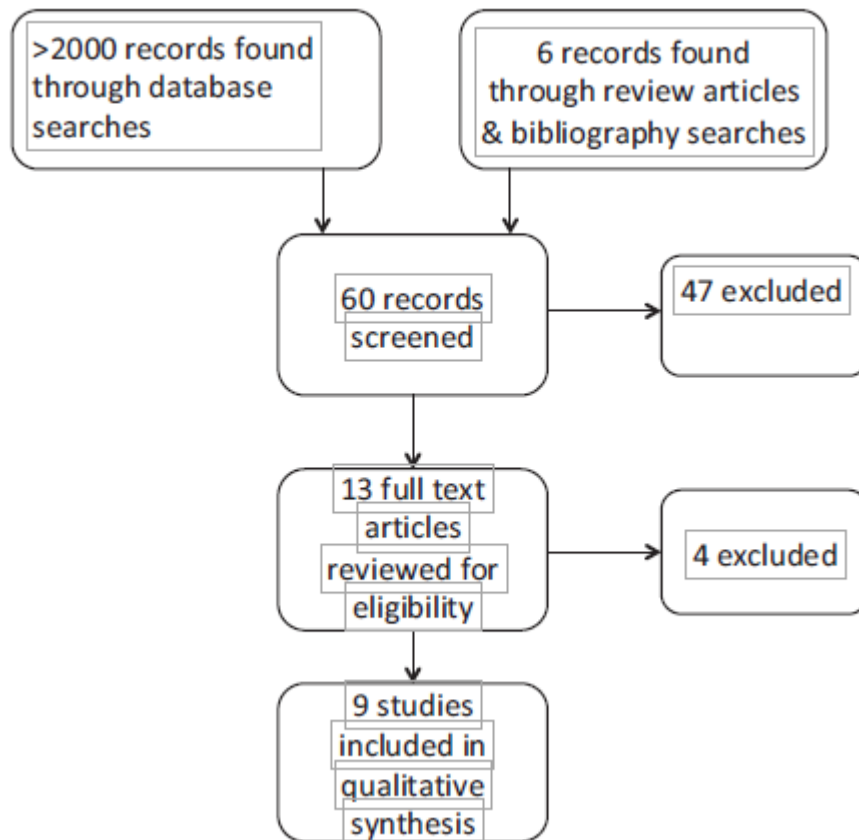 >2000 records found
through database
searches
6 records found
through review articles
& bibliography searches
60 records
screened
47 excluded
13 full text
articles
reviewed for
eligibility
4 excluded
9 studies
included in
qualitative
synthesis